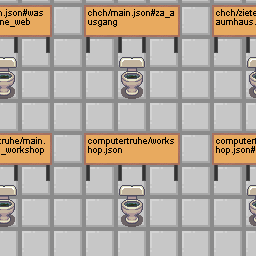 n.json#was
ne_web
chch/main.json#za_a
usgang
chch/ziete
aumhaus.
truhe/main.
_workshop
computertruhe/works
hop.json
computert
hop.json#